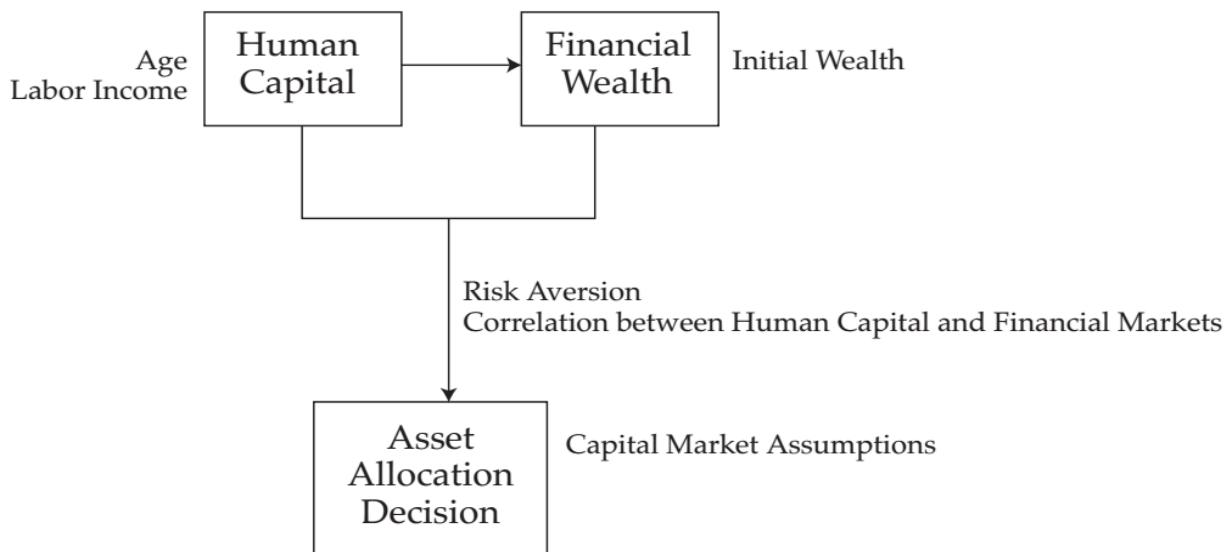 Age
Labor Income
Human
Capital
Financial
Wealth
Initial Wealth
Risk Aversion
Correlation between Human Capital and Financial Markets
Asset
Allocation
Decision
Capital Market Assumptions